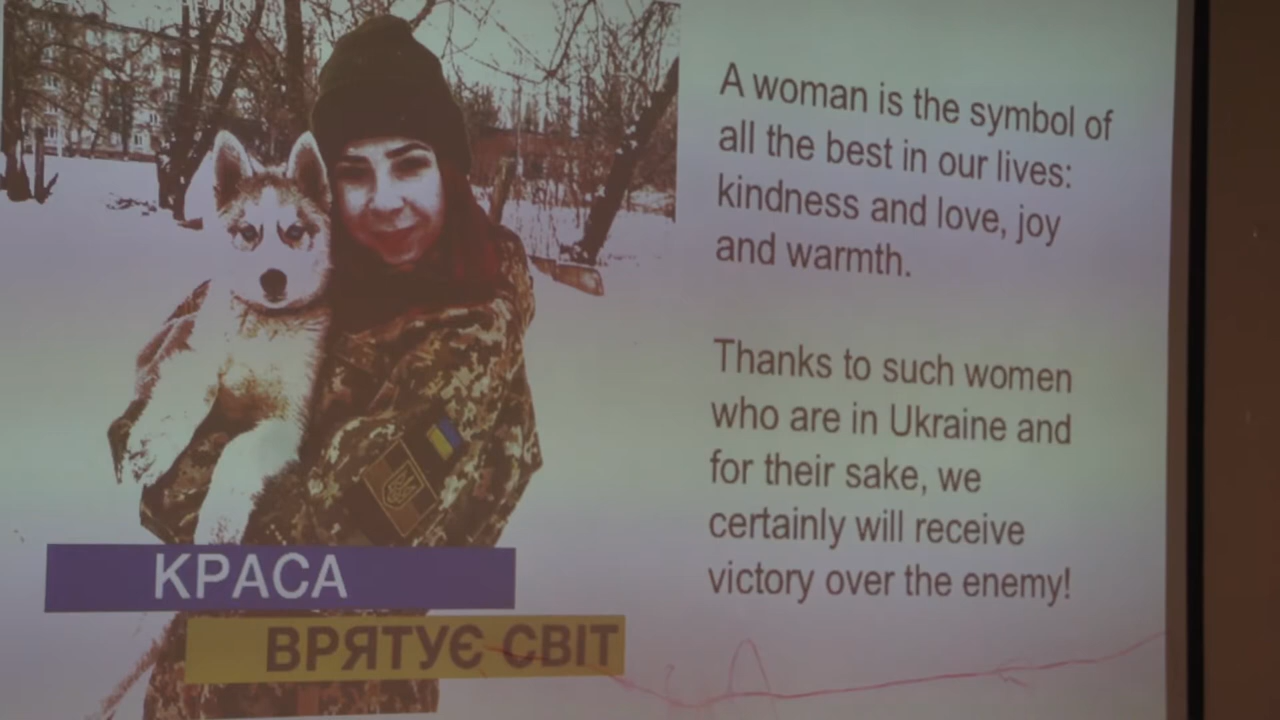 A woman is the symbol of
all the best in our lives:
kindness and love, joy
and warmth.
Thanks to such women
who are in Ukraine and
for their sake, we
certainly will receive
victory over the enemy!
КРАСА
ВРЯТУЄ СВІТ